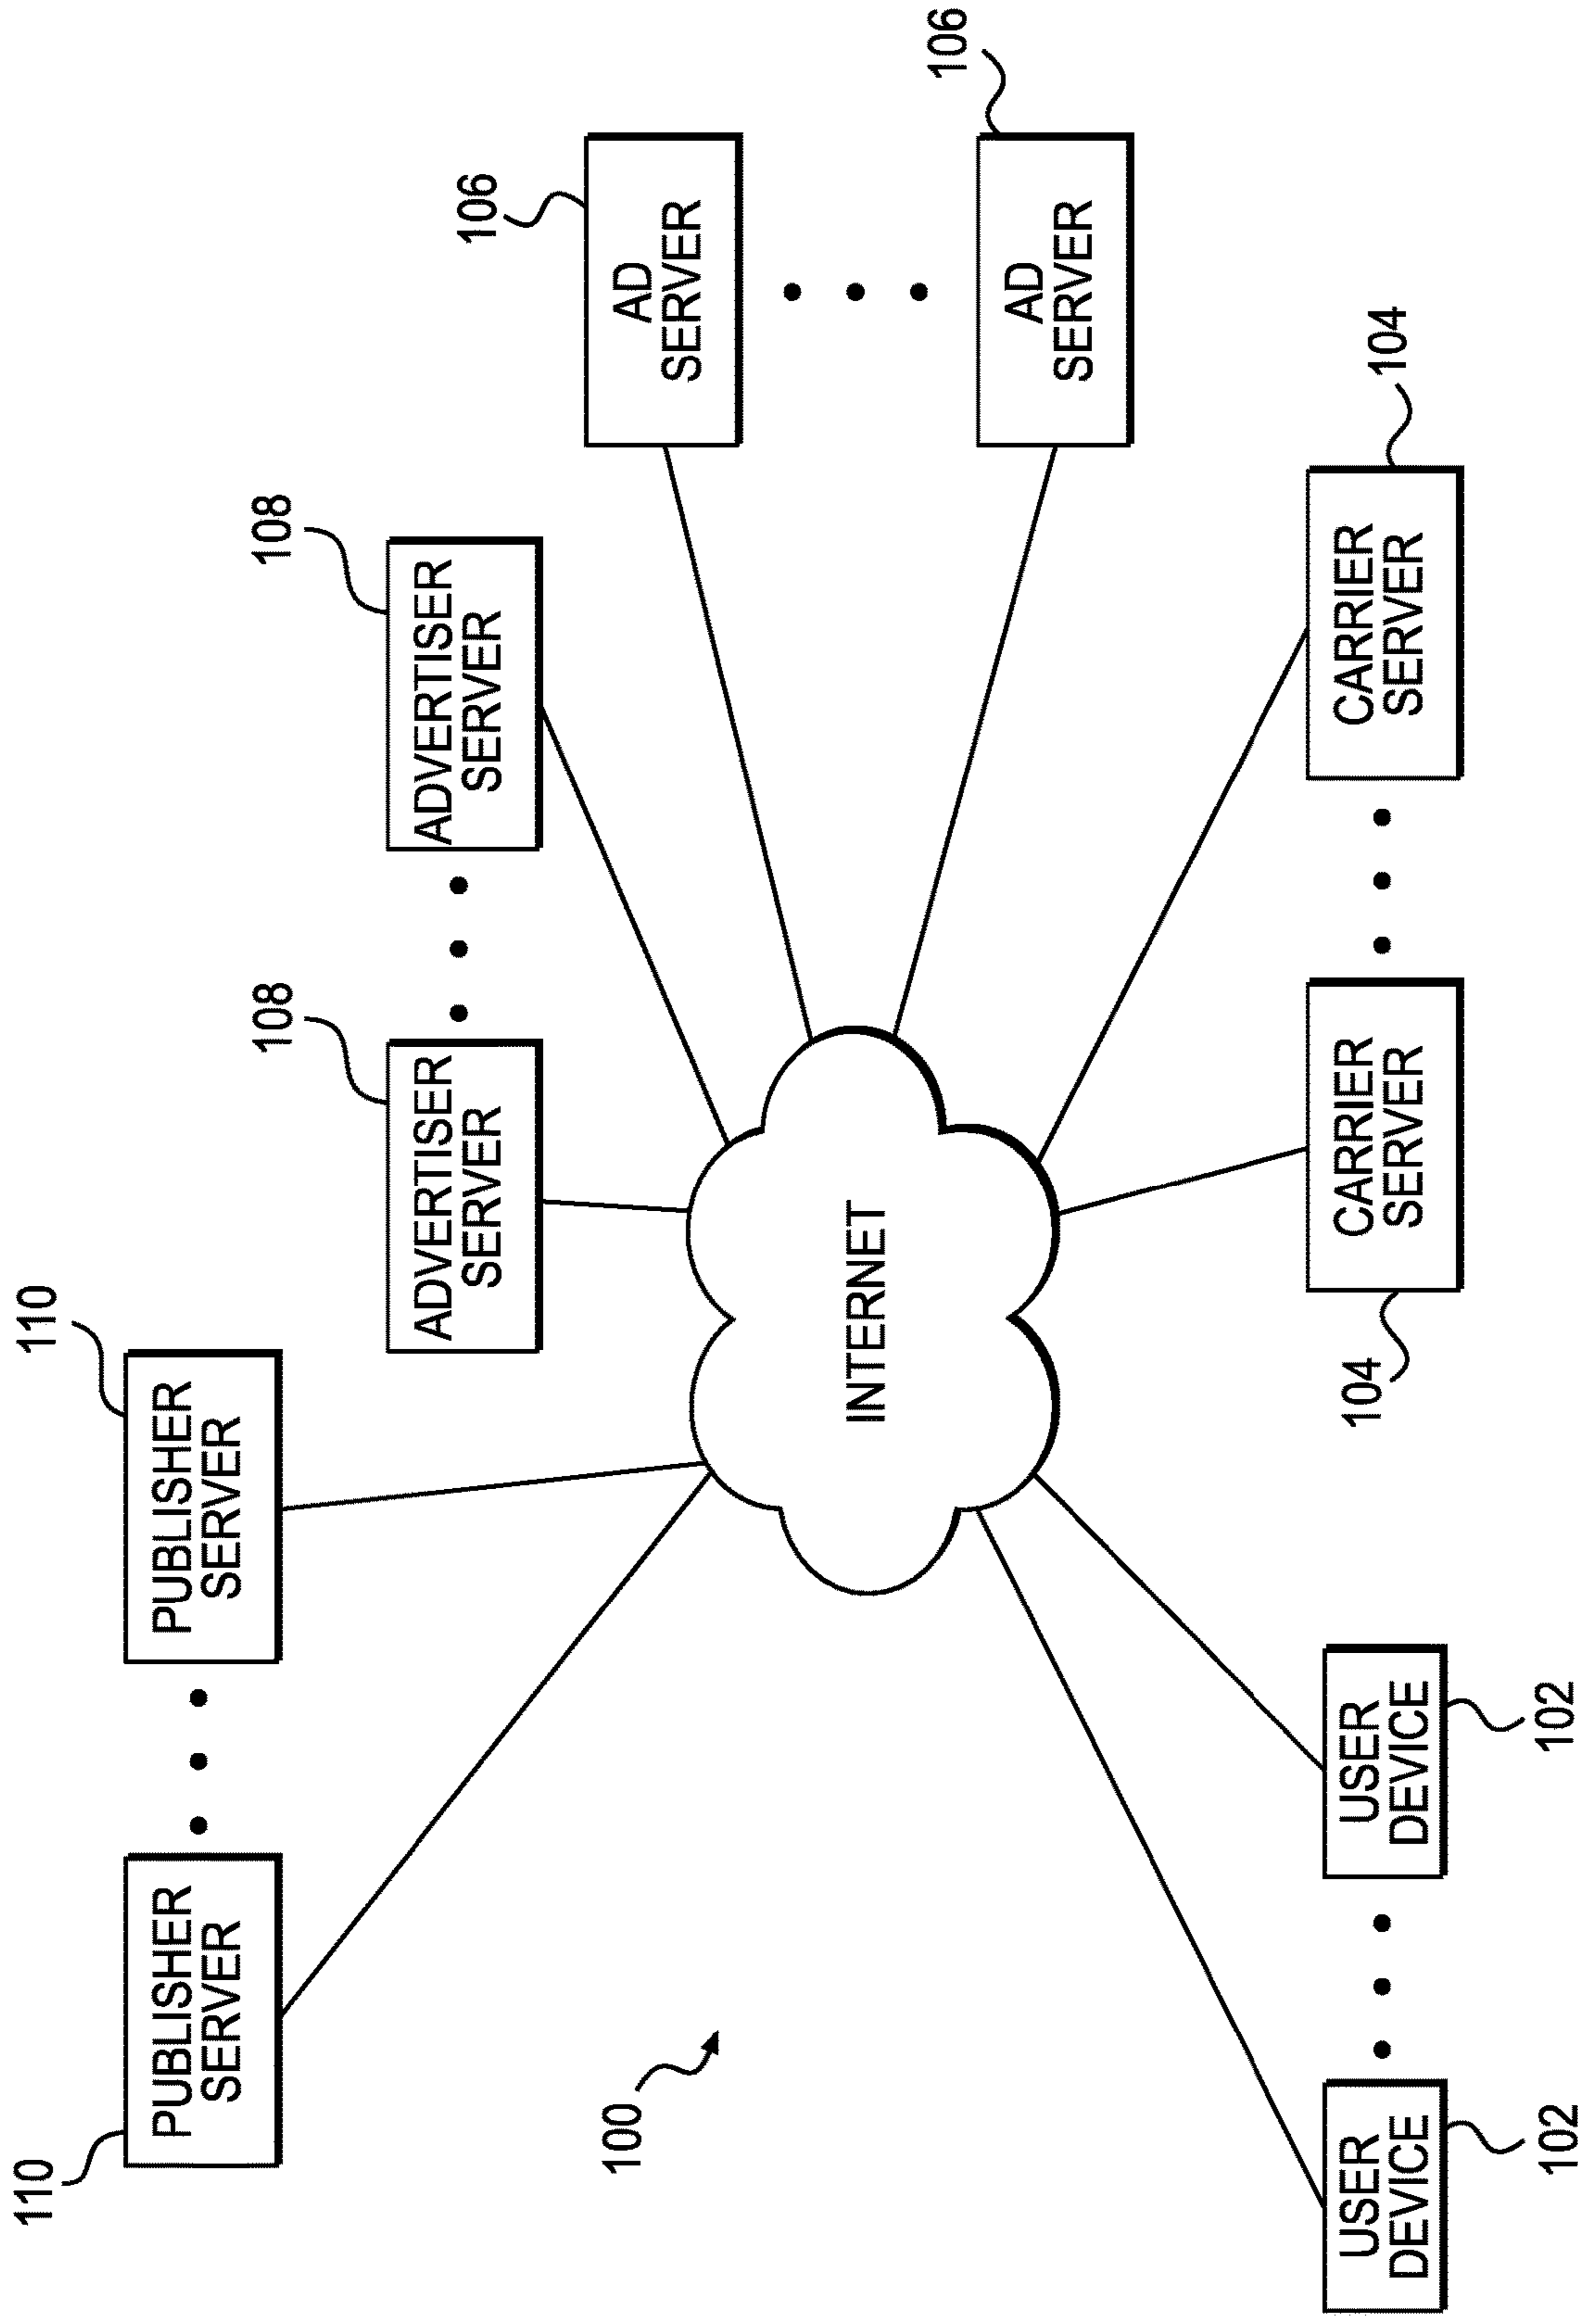 110
PUBLISHER
SERVER
110
PUBLISHER
SERVER
108
ADVERTISER
SERVER
108
ADVERTISER
SERVER
106
AD
SERVER
106
AD
SERVER
100
INTERNET
USER
DEVICE
102
USER
DEVICE
102
104
CARRIER
SERVER
CARRIER
SERVER
104